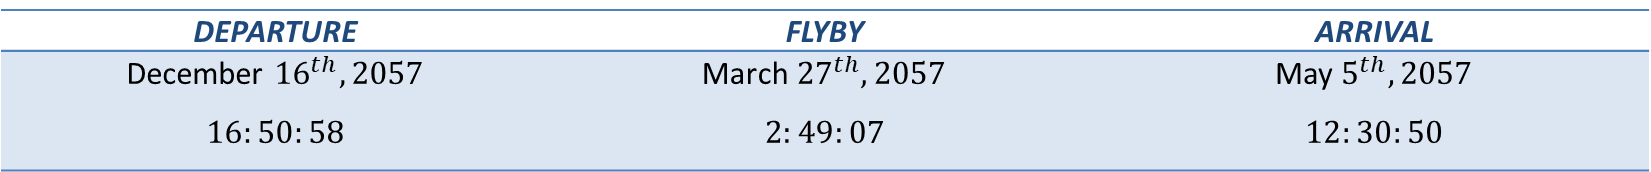 DEPARTURE FLYBY ARRIVAL
December 16th, 2057 March 27th, 2057 May 5th, 2057
16: 50: 58 2: 49: 07 12: 30: 50